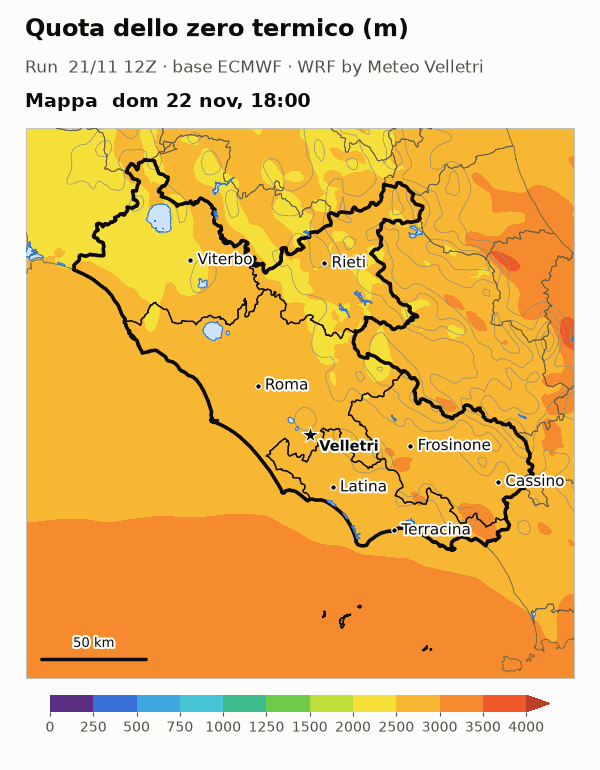 Quota dello zero termico (m)
Run  21/11 12Z · base ECMWF · WRF by Meteo Velletri
Mappa  dom 22 nov, 18:00
Viterbo
Rieti
Roma
Velletri
Frosinone
Cassino
Latina
Terracina
50 km
0 250 500 750 1000 1250 1500 2000 2500 3000 3500 4000